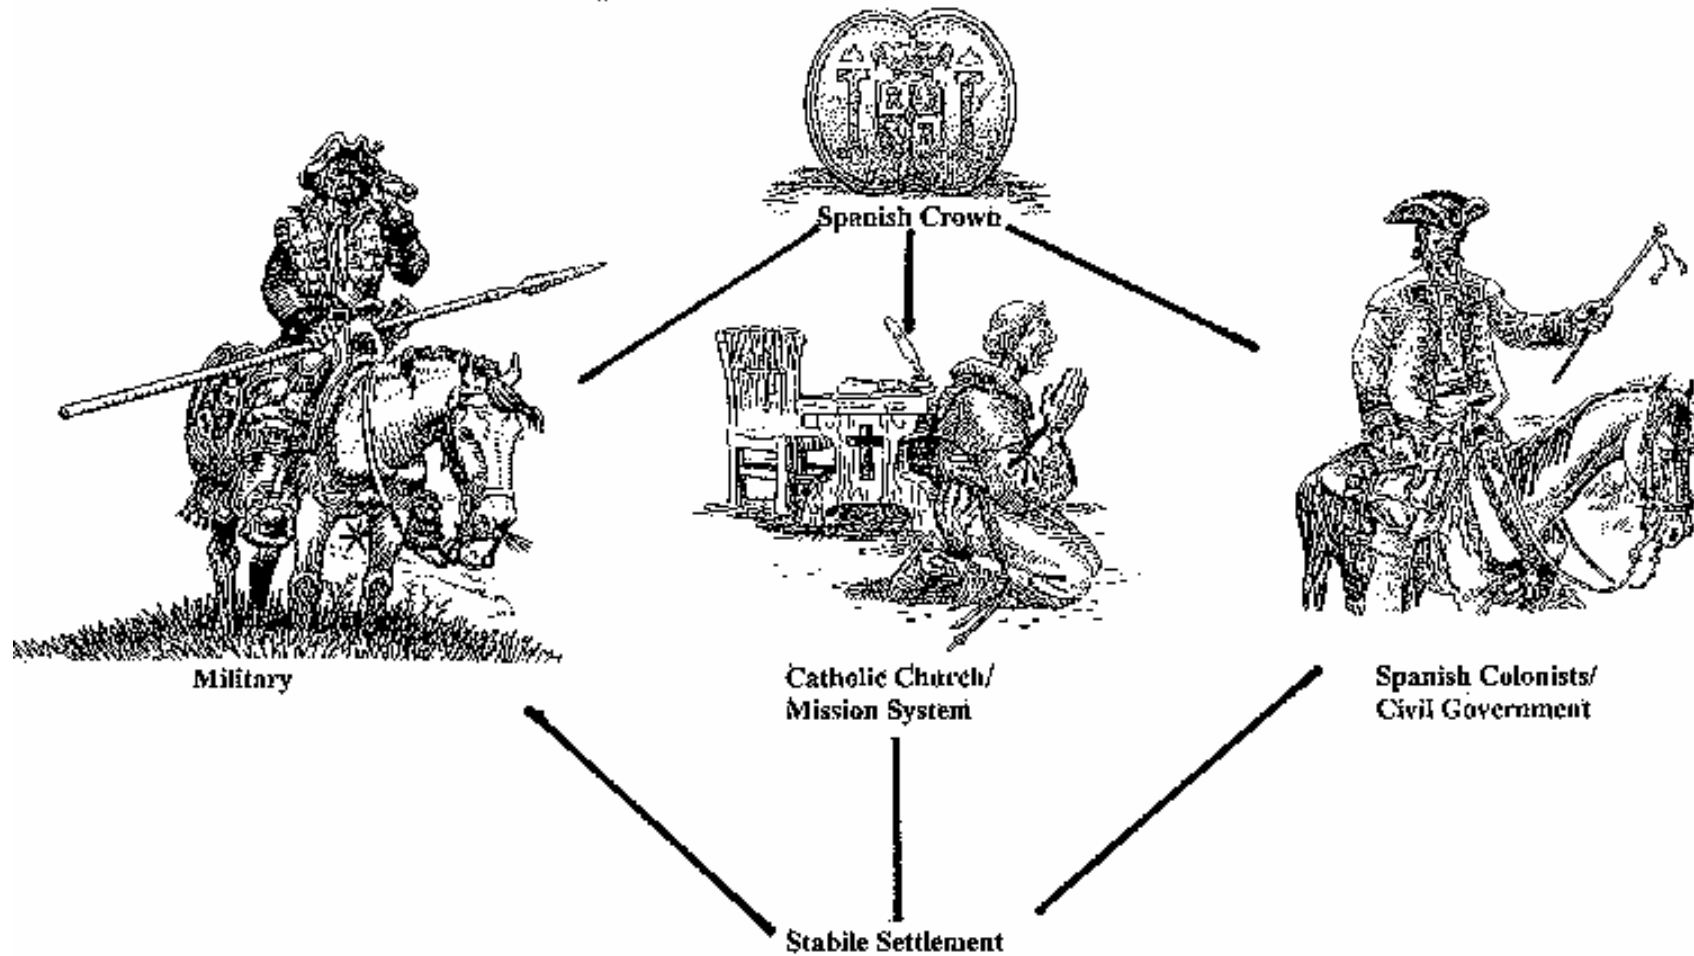 Spanish Crown
Military
Catholic Church/
Mission System
Spanish Colonists/
Civil Government
Stabile Settlement